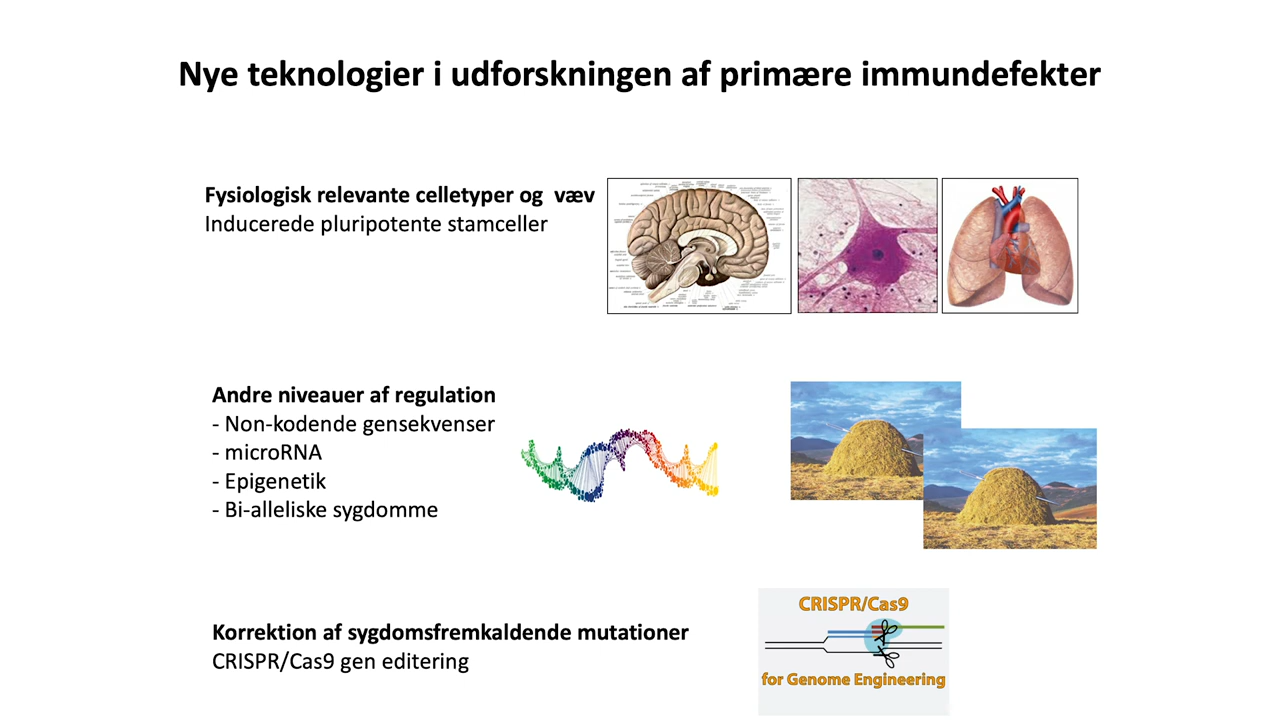 Nye teknologier i udforskningen af primære immundefekter
Fysiologisk relevante celletyper og væv
Inducerede pluripotente stamceller
Andre niveauer af regulation
- Non-kodende gensekvenser
- microRNA
- Epigenetik
- Bi-alleliske sygdomme
Korrektion af sygdomsfremkaldende mutationer
CRISPR/Cas9 gen editering
CRISPR/Cas9
for Genome Engineering